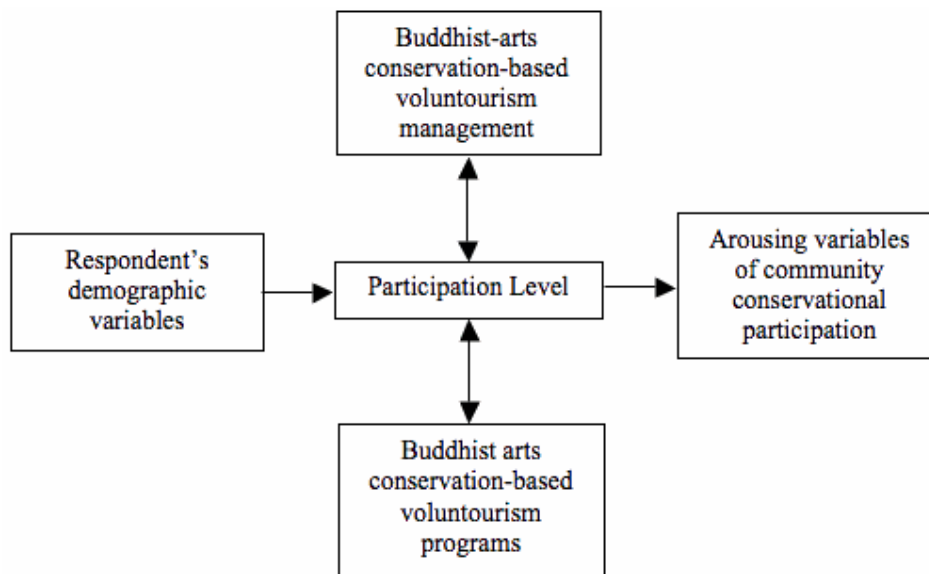 Buddhist-arts
conservation-based
voluntourism
management
Respondent’s
demographic
variables
Participation Level
Arousing variables
of community
conservational
participation
Buddhist arts
conservation-based
voluntourism
programs